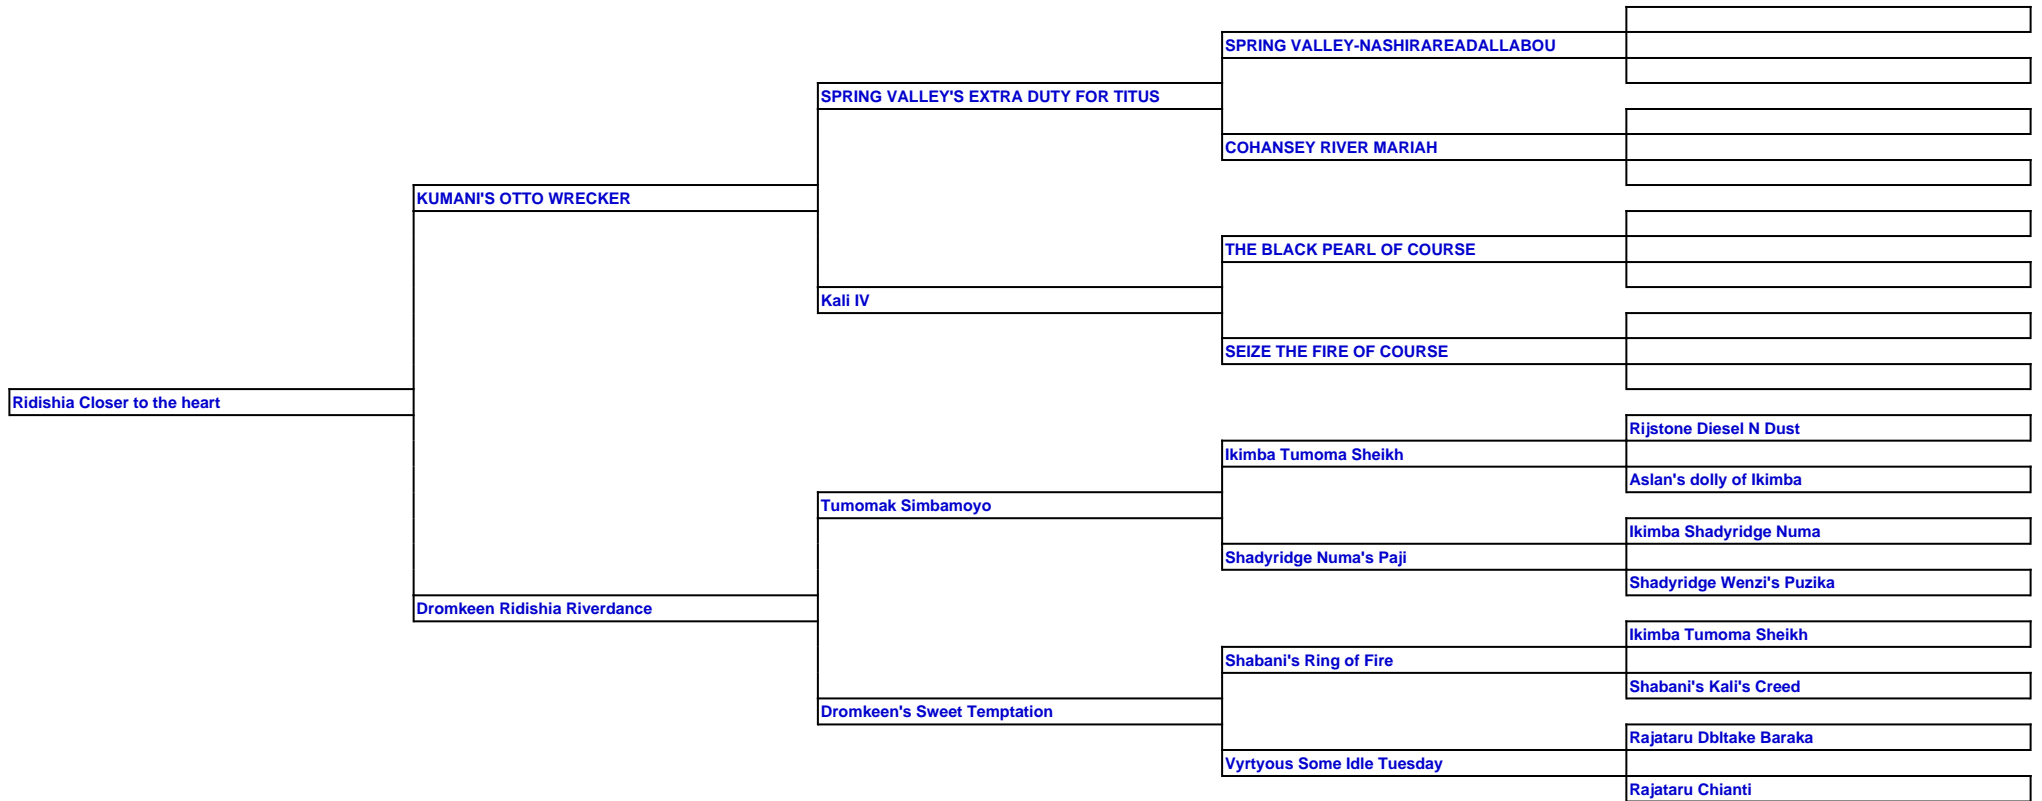 SPRING VALLEY-NASHIRAREADALLABOU
SPRING VALLEY'S EXTRA DUTY FOR TITUS
COHANSEY RIVER MARIAH
KUMANI'S OTTO WRECKER
THE BLACK PEARL OF COURSE
Kali IV
SEIZE THE FIRE OF COURSE
Ridishia Closer to the heart
Rijstone Diesel N Dust
Ikimba Tumoma Sheikh
Aslan's dolly of Ikimba
Tumomak Simbamoyo
Ikimba Shadyridge Numa
Shadyridge Numa's Paji
Shadyridge Wenzi's Puzika
Dromkeen Ridishia Riverdance
Ikimba Tumoma Sheikh
Shabani's Ring of Fire
Shabani's Kali's Creed
Dromkeen's Sweet Temptation
Rajataru Dbltake Baraka
Vyrtyous Some Idle Tuesday
Rajataru Chianti